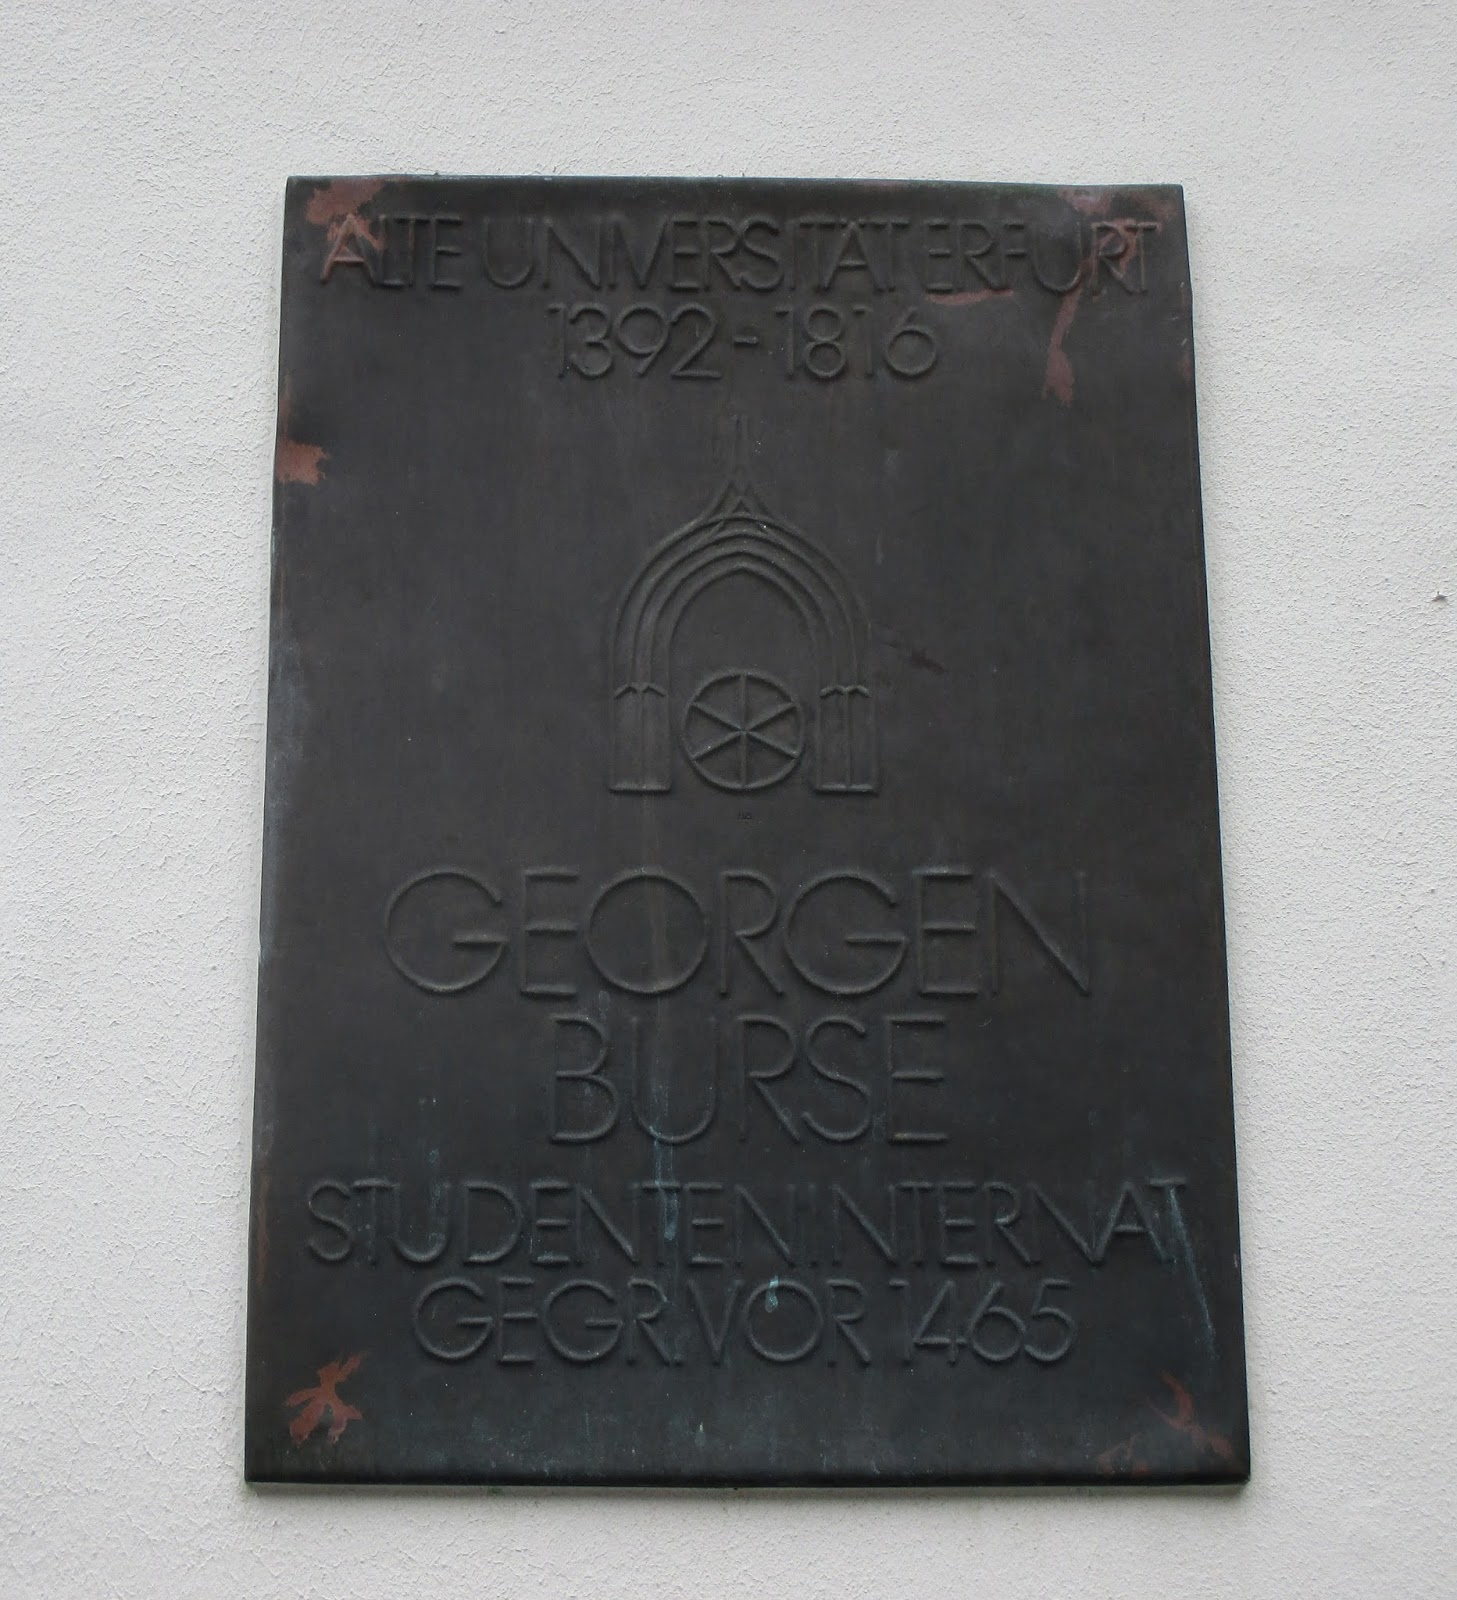 ALTE UNIVERSITÄT ERFURT
1392 - 1816
GEORGEN
BURSE
STUDENTENINTERNAT
GEGR. VOR 1465